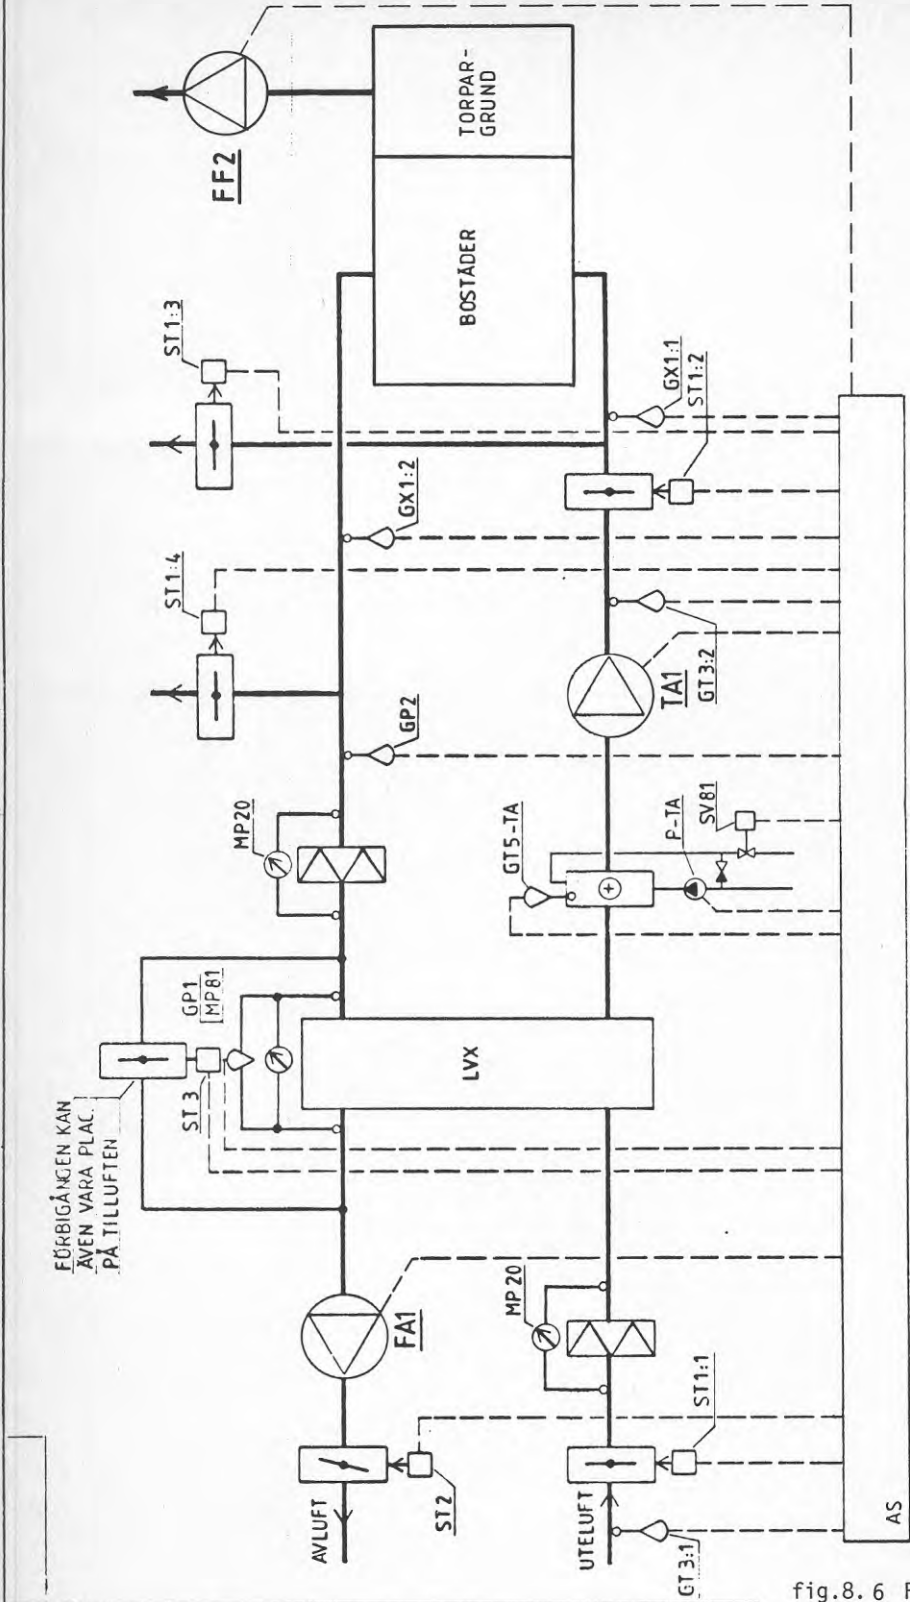 FF2
TORPAR-
GRUND
BOSTÄDER
ST1:3
ST1:4
GX1:2
GX1:1
ST1:2
GT3:2
TA1
GP2
MP20
GT5-TA
P-TA
SV81
GP1
[MP81
ST3
LVX
FÖRBIGÅNGEN KAN
ÄVEN VARA PLAC.
PÅ TILLUFTEN
FA1
MP20
ST1:1
ST2
AVLUFT
UTELUFT
GT3:1
AS
fig.8.6